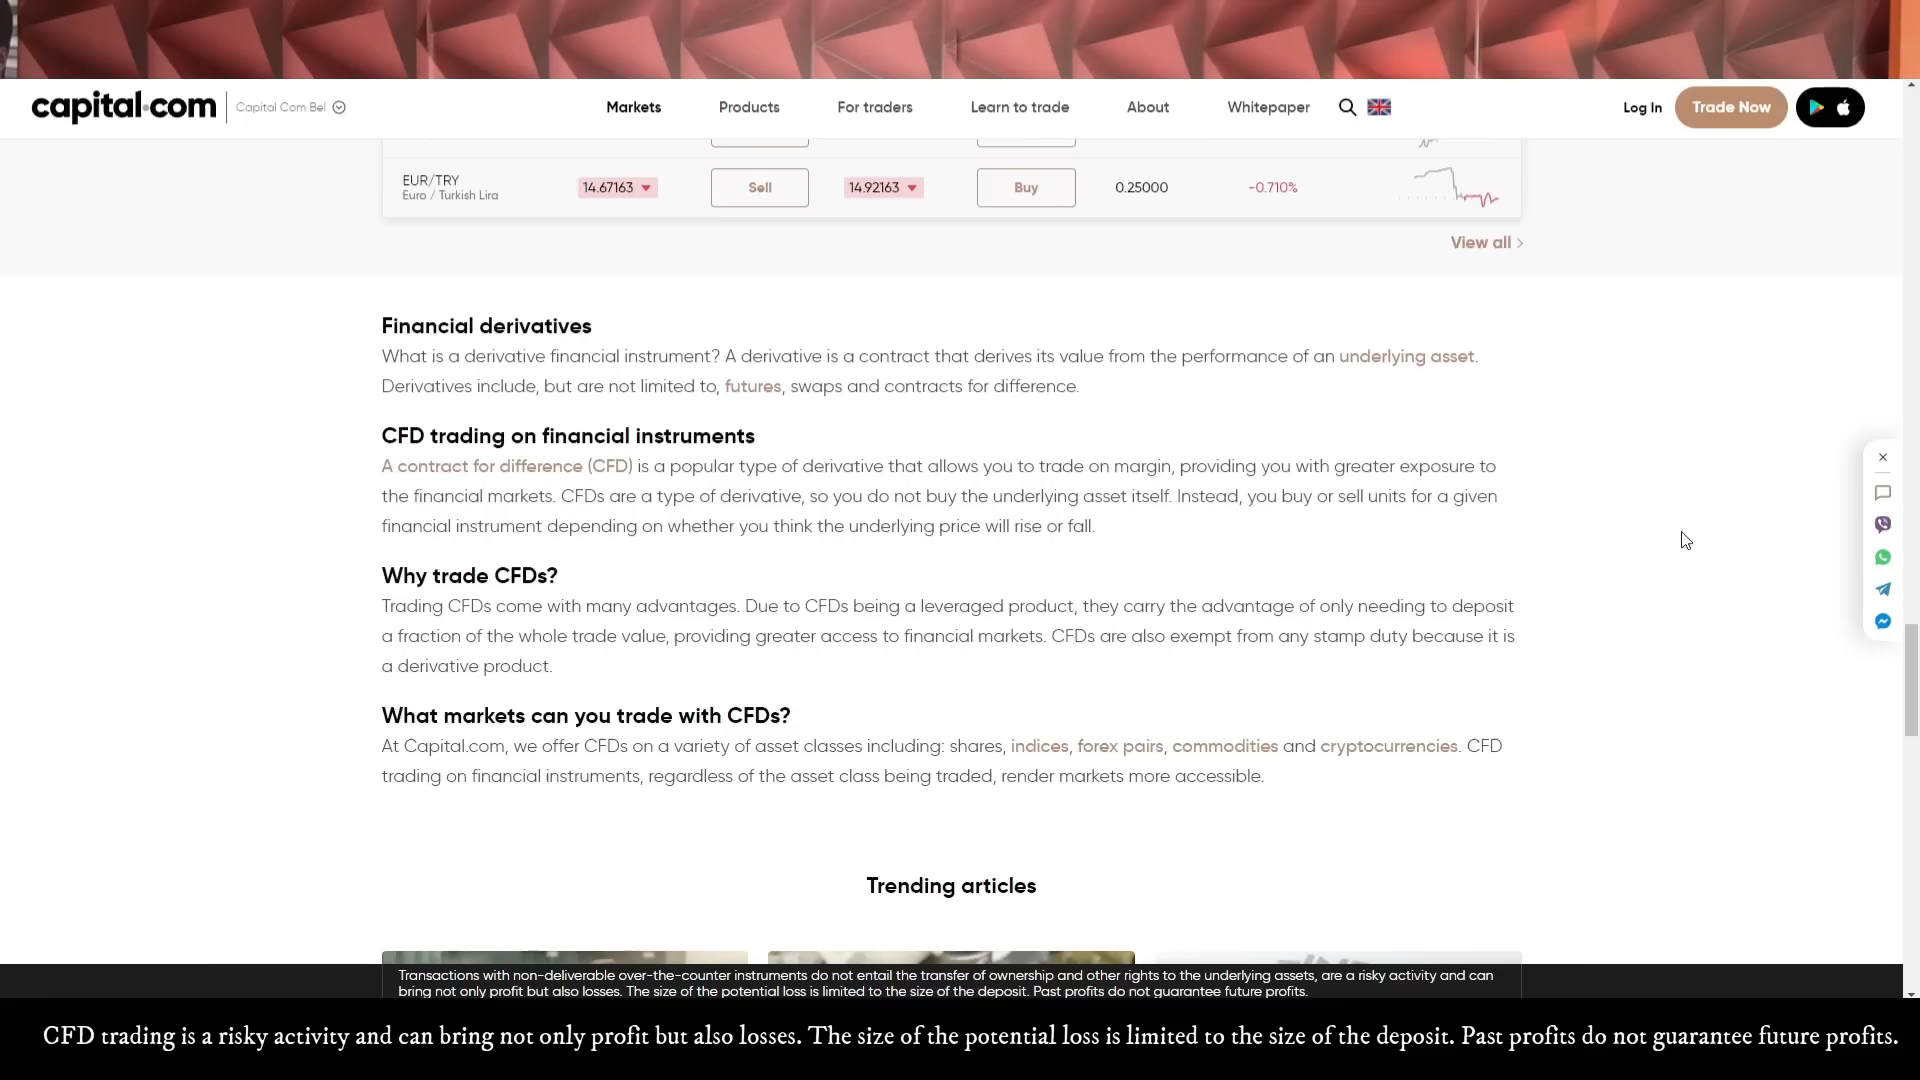 capital.com
Capital Com Bel
Markets
Products
For traders
Learn to trade
About
Whitepaper
Log In
Trade Now
EUR/TRY
Euro / Turkish Lira
14.67163
Sell
14.92163
Buy
0.25000
-0.710%
View all
Financial derivatives
What is a derivative financial instrument? A derivative is a contract that derives its value from the performance of an underlying asset.
Derivatives include, but are not limited to, futures, swaps and contracts for difference.
CFD trading on financial instruments
A contract for difference (CFD) is a popular type of derivative that allows you to trade on margin, providing you with greater exposure to
the financial markets. CFDs are a type of derivative, so you do not buy the underlying asset itself. Instead, you buy or sell units for a given
financial instrument depending on whether you think the underlying price will rise or fall.
Why trade CFDs?
Trading CFDs come with many advantages. Due to CFDs being a leveraged product, they carry the advantage of only needing to deposit
a fraction of the whole trade value, providing greater access to financial markets. CFDs are also exempt from any stamp duty because it is
a derivative product.
What markets can you trade with CFDs?
At Capital.com, we offer CFDs on a variety of asset classes including: shares, indices, forex pairs, commodities and cryptocurrencies. CFD
trading on financial instruments, regardless of the asset class being traded, render markets more accessible.
Trending articles
Transactions with non-deliverable over-the-counter instruments do not entail the transfer of ownership and other rights to the underlying assets, are a risky activity and can
bring not only profit but also losses. The size of the potential loss is limited to the size of the deposit. Past profits do not guarantee future profits.
CFD trading is a risky activity and can bring not only profit but also losses. The size of the potential loss is limited to the size of the deposit. Past profits do not guarantee future profits.